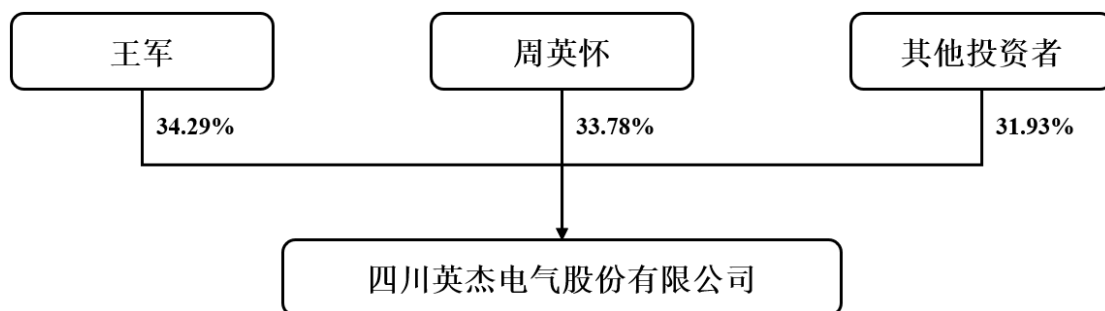 王军
周英怀
其他投资者
34.29%
33.78%
31.93%
四川英杰电气股份有限公司